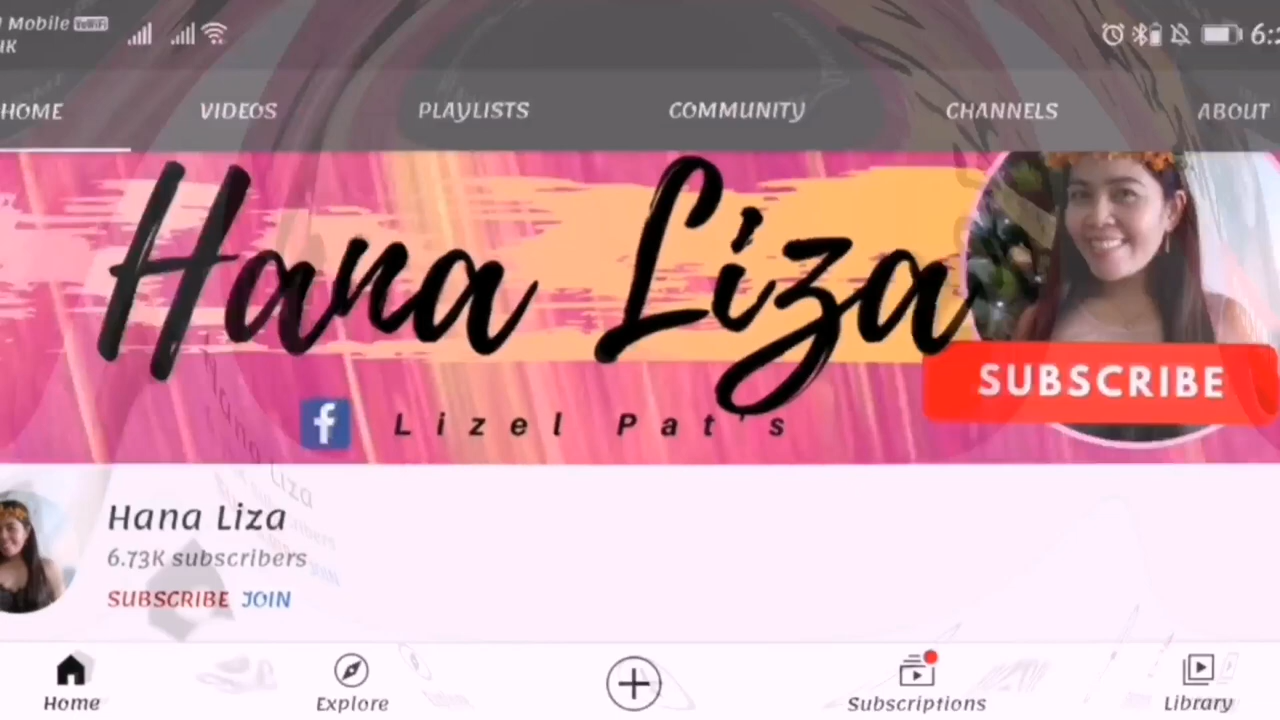 Mobile VoWiFi
6:
HOME VIDEOS PLAYLISTS COMMUNITY CHANNELS ABOUT
Hana Liza
SUBSCRIBE
f Lizel Pat's
Hana Liza
6.73K subscribers
SUBSCRIBE JOIN
Home Explore Subscriptions Library